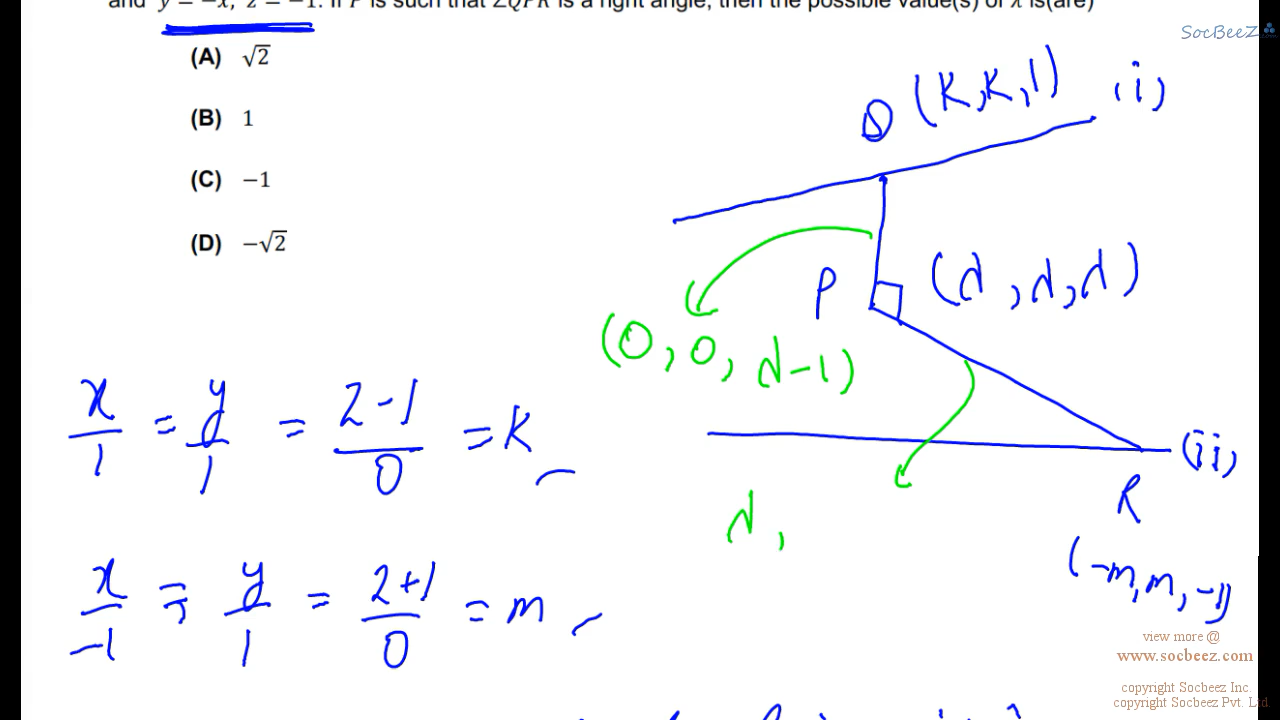 and y = −x, z = −1. If P is such that ∠QPR is a right angle, then the possible value(s) of λ is(are)
SocBeeZ
(A) √2
(B) 1
(C) −1
(D) −√2
Q (K,K,1) (i)
P (λ,λ,λ)
(0,0,λ-1)
x/1 = y/1 = z-1/0 = K
(ii)
R
λ,
(-m,m,-1)
x/-1 = y/1 = z+1/0 = m
view more @
www.socbeez.com
copyright Socbeez Inc.
copyright Socbeez Pvt. Ltd.